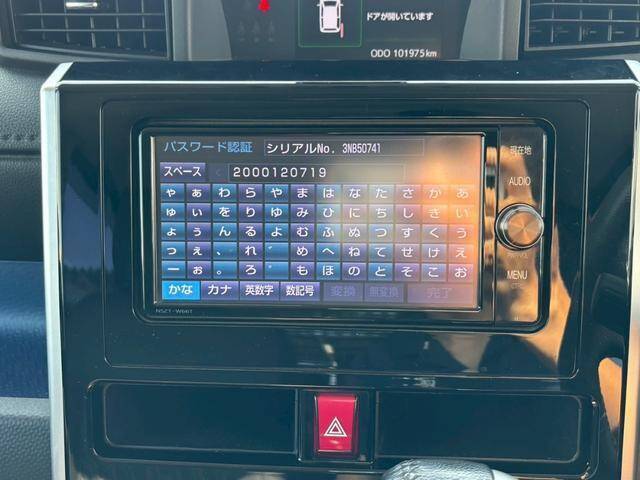 ドアが開いています
ODO 101975km
パスワード認証 シリアルNo. 3NB50741
スペース 2000120719
ゃ ぁ わ ら や ま は な た さ か あ
ゅ ぃ を り ゆ み ひ に ち し き い
ょ ぅ ん る よ む ふ ぬ つ す く う
っ ぇ 、 れ ゛ め へ ね て せ け え
ー ぉ 。 ろ ゜ も ほ の と そ こ お
かな カナ 英数字 数記号 変換 無変換 完了
NSZT-W66T
現在地
AUDIO
MENU